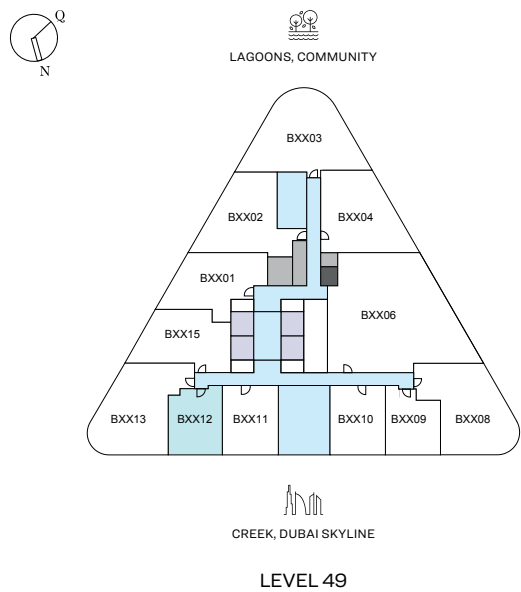 Q
N
LAGOONS, COMMUNITY
BXX03
BXX02
BXX04
BXX01
BXX06
BXX15
BXX13
BXX12
BXX11
BXX10
BXX09
BXX08
CREEK, DUBAI SKYLINE
LEVEL 49